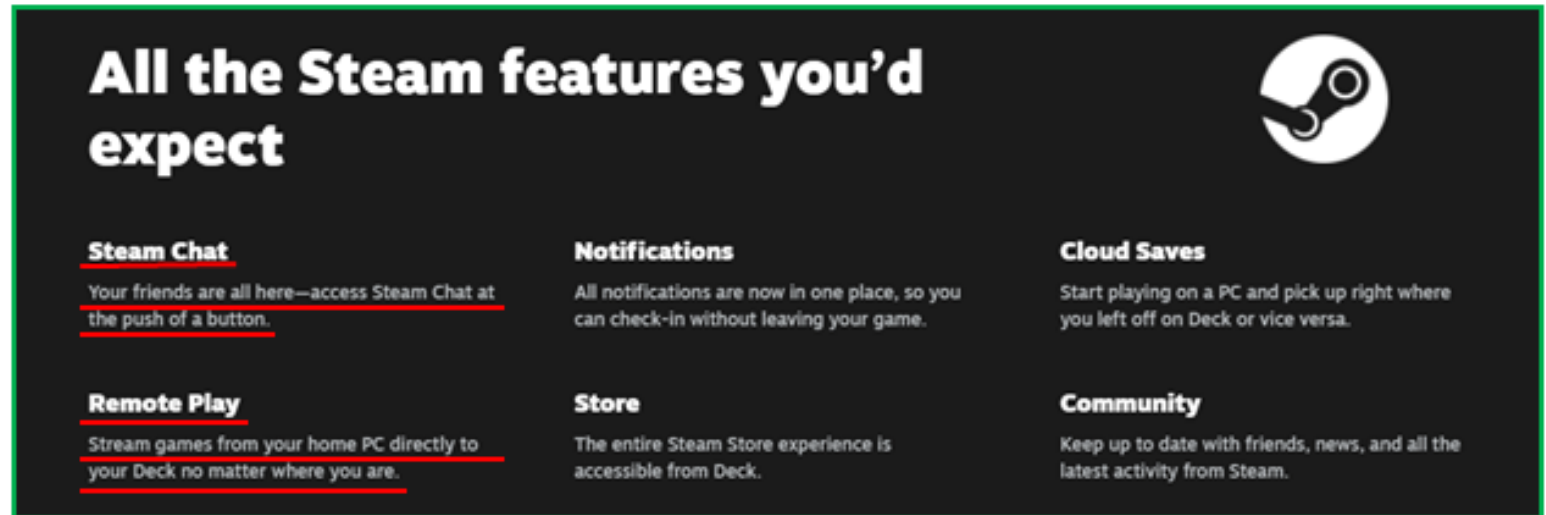 All the Steam features you’d
expect
Steam Chat
Your friends are all here—access Steam Chat at
the push of a button.
Notifications
All notifications are now in one place, so you
can check-in without leaving your game.
Cloud Saves
Start playing on a PC and pick up right where
you left off on Deck or vice versa.
Remote Play
Stream games from your home PC directly to
your Deck no matter where you are.
Store
The entire Steam Store experience is
accessible from Deck.
Community
Keep up to date with friends, news, and all the
latest activity from Steam.